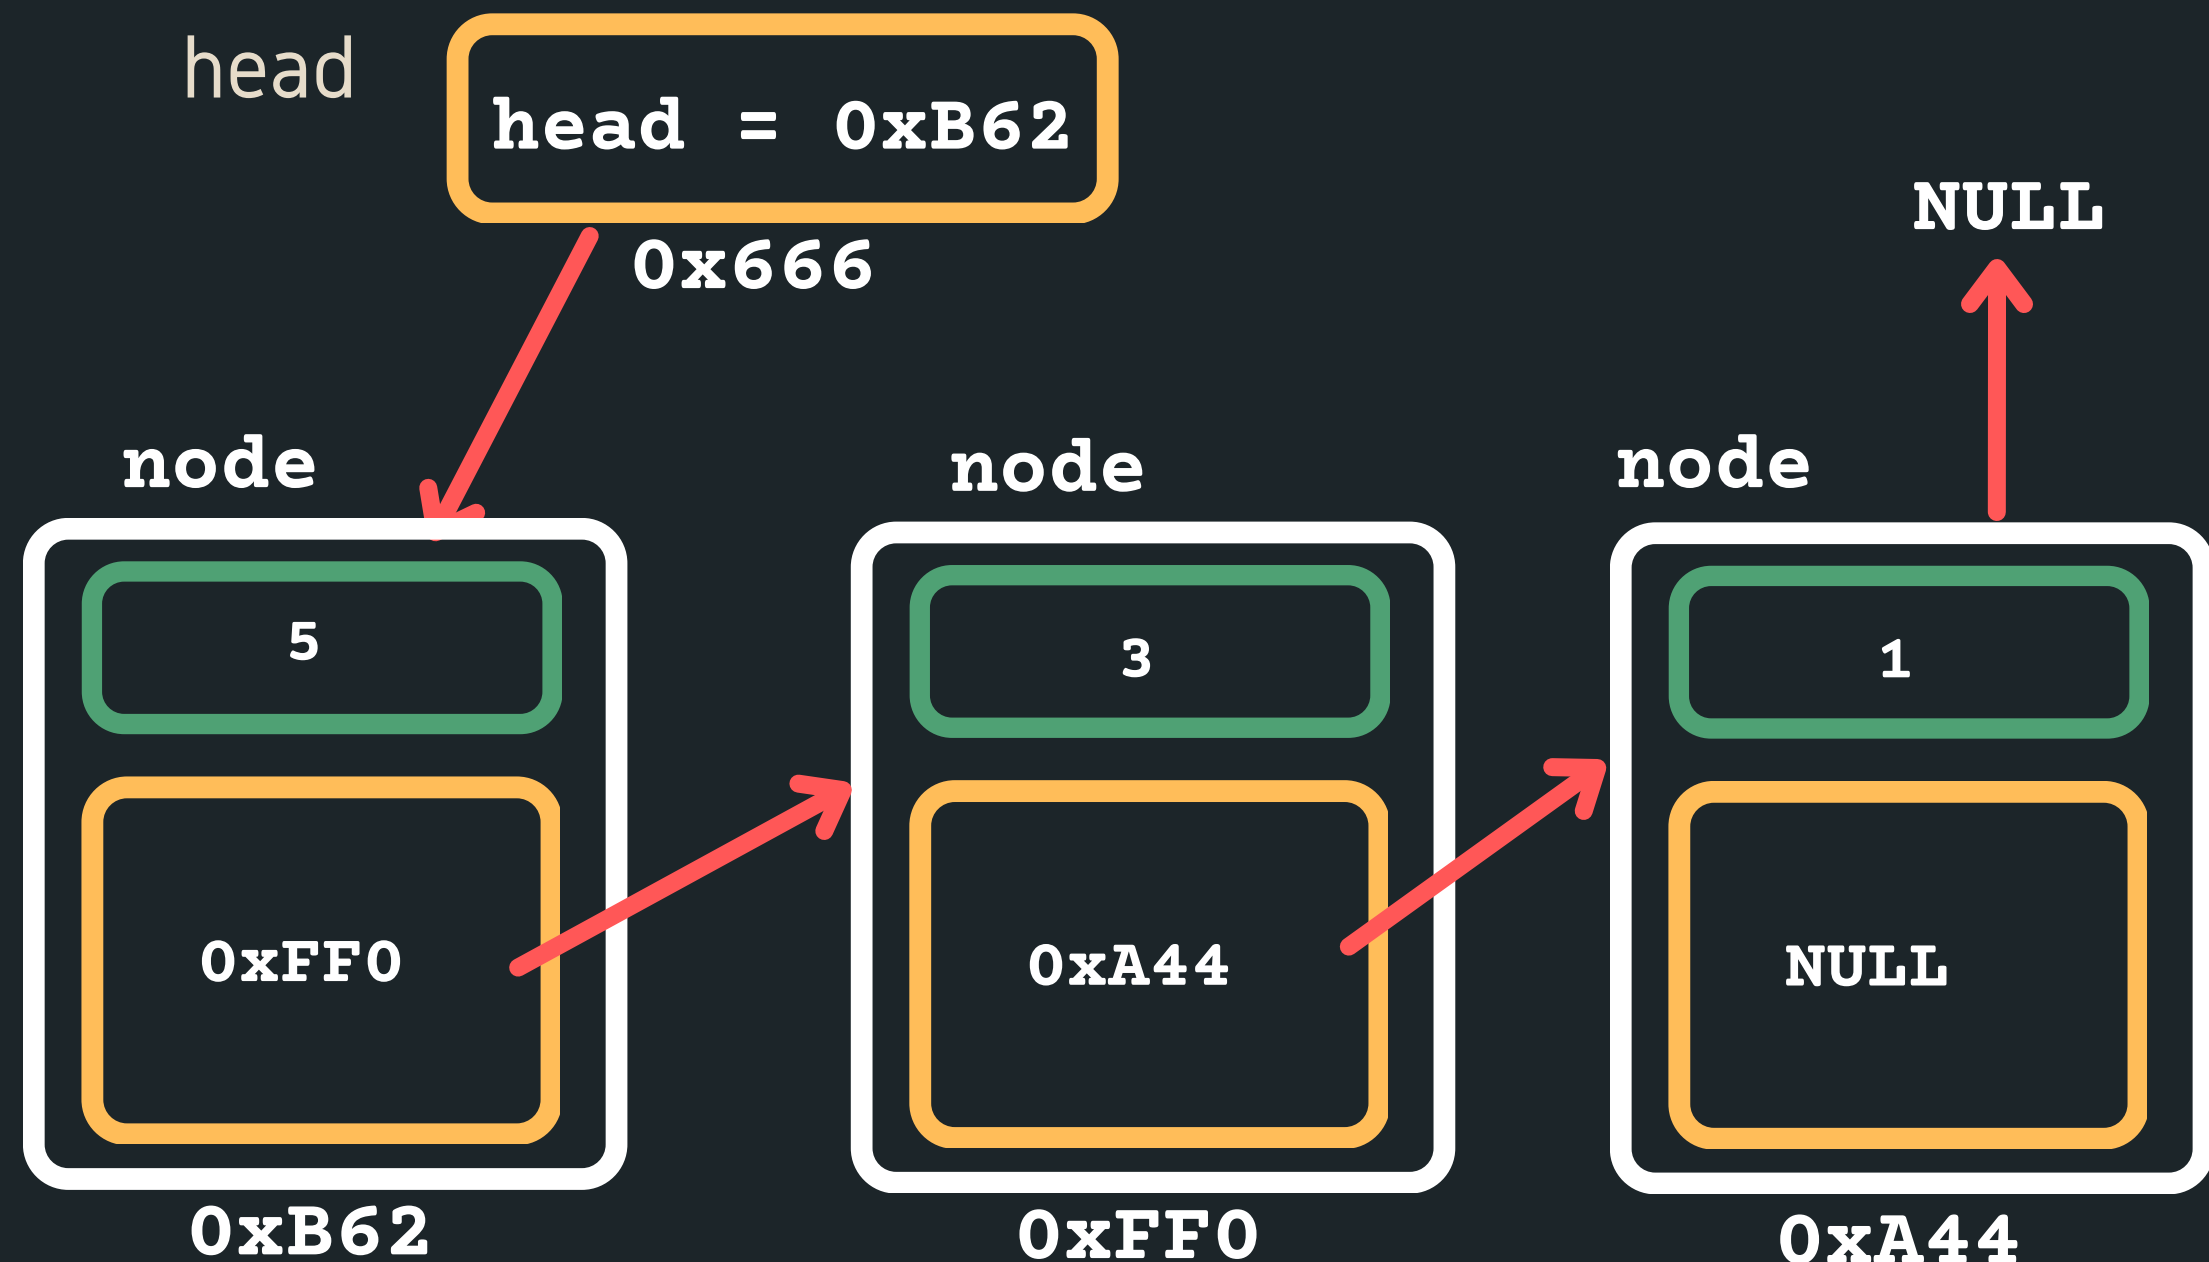 head
head = 0xB62
0x666
NULL
node
node
node
5
3
1
0xFF0
0xA44
NULL
0xB62
0xFF0
0xA44